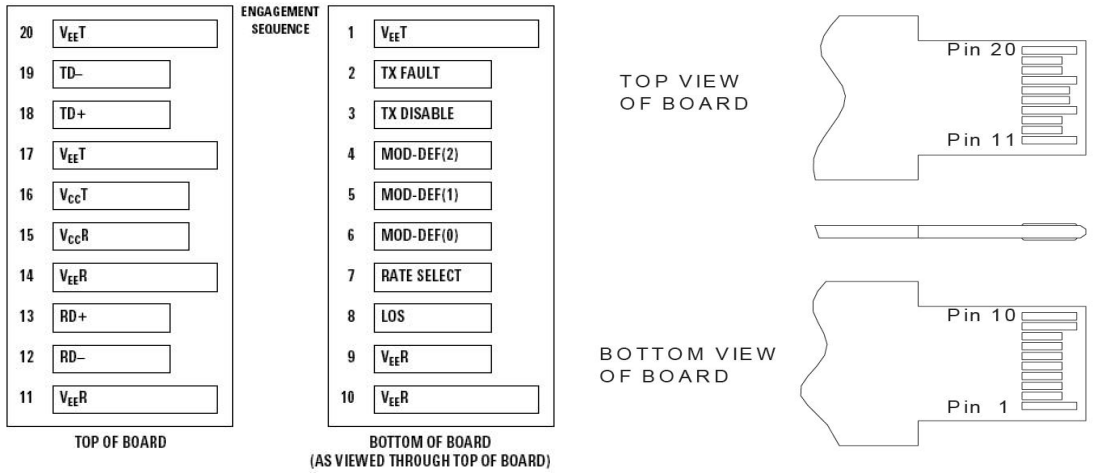 ENGAGEMENT
SEQUENCE
20 VEET
19 TD–
18 TD+
17 VEET
16 VCCT
15 VCCR
14 VEER
13 RD+
12 RD–
11 VEER
TOP OF BOARD
1 VEET
2 TX FAULT
3 TX DISABLE
4 MOD-DEF(2)
5 MOD-DEF(1)
6 MOD-DEF(0)
7 RATE SELECT
8 LOS
9 VEER
10 VEER
BOTTOM OF BOARD
(AS VIEWED THROUGH TOP OF BOARD)
TOP VIEW
OF BOARD
Pin 20
Pin 11
BOTTOM VIEW
OF BOARD
Pin 10
Pin 1